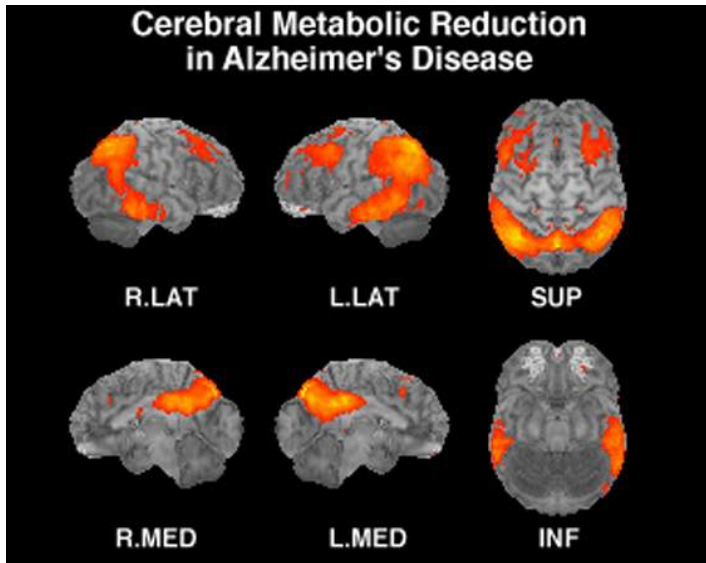 Cerebral Metabolic Reduction
in Alzheimer's Disease
R.LAT
L.LAT
SUP
R.MED
L.MED
INF